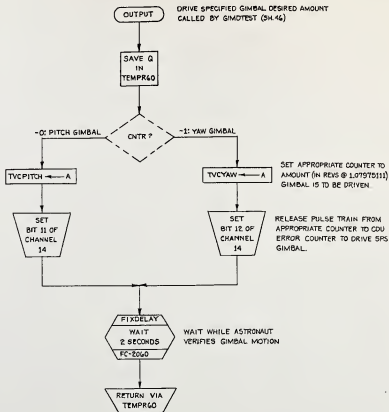 OUTPUT
DRIVE SPECIFIED GIMBAL DESIRED AMOUNT
CALLED BY GIMDTEST (SH.46)
SAVE Q
IN
TEMPR60
-0: PITCH GIMBAL
CNTR ?
-1: YAW GIMBAL
TVCPITCH ← A
TVCYAW ← A
SET APPROPRIATE COUNTER TO
AMOUNT (IN REVS @ 1.07975111)
GIMBAL IS TO BE DRIVEN.
SET
BIT 11 OF
CHANNEL
14
SET
BIT 12 OF
CHANNEL
14
RELEASE PULSE TRAIN FROM
APPROPRIATE COUNTER TO CDU
ERROR COUNTER TO DRIVE SPS
GIMBAL.
FIXDELAY
WAIT
2 SECONDS
FC-2060
WAIT WHILE ASTRONAUT
VERIFIES GIMBAL MOTION
RETURN VIA
TEMPR60